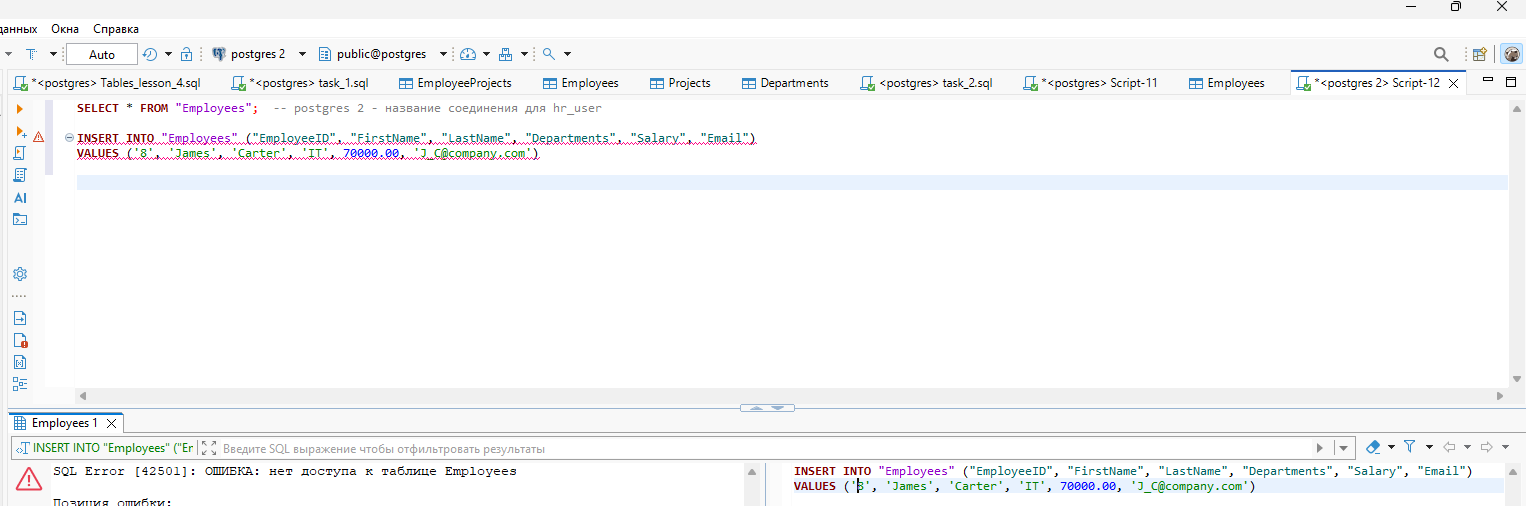 данных Окна Справка
Auto postgres 2 public@postgres
*<postgres> Tables_lesson_4.sql *<postgres> task_1.sql EmployeeProjects Employees Projects Departments <postgres> task_2.sql *<postgres> Script-11 Employees *<postgres 2> Script-12
SELECT * FROM "Employees"; -- postgres 2 - название соединения для hr_user
INSERT INTO "Employees" ("EmployeeID", "FirstName", "LastName", "Departments", "Salary", "Email")
VALUES ('8', 'James', 'Carter', 'IT', 70000.00, 'J_C@company.com')
AI
Employees 1
INSERT INTO "Employees" ("Er Введите SQL выражение чтобы отфильтровать результаты
SQL Error [42501]: ОШИБКА: нет доступа к таблице Employees
Позиция ошибки:
INSERT INTO "Employees" ("EmployeeID", "FirstName", "LastName", "Departments", "Salary", "Email")
VALUES ('8', 'James', 'Carter', 'IT', 70000.00, 'J_C@company.com')